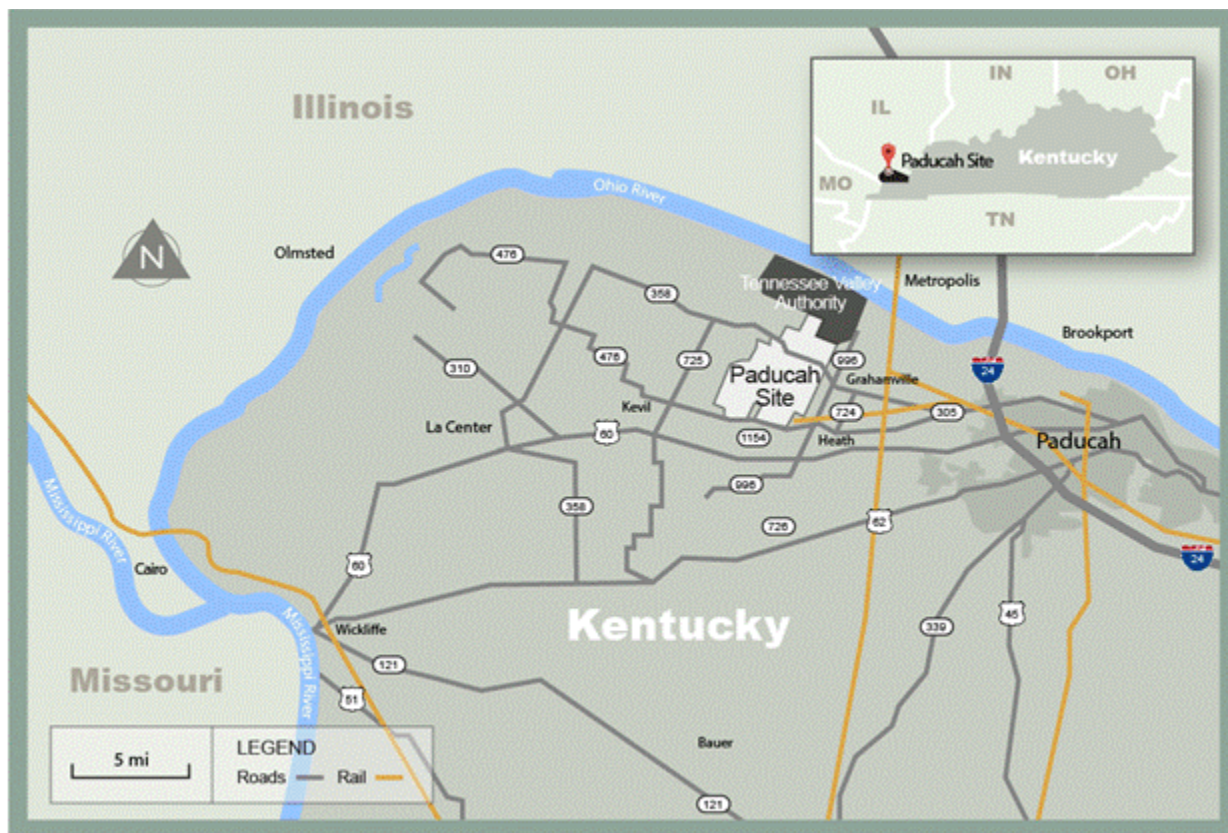 Illinois
IN
OH
IL
Paducah Site
Kentucky
MO
TN
Ohio River
N
Olmsted
476
Tennessee Valley
Authority
Metropolis
358
Brookport
476
725
996
310
Paducah
Site
Grahamville
24
Kevil
724
305
La Center
60
1154
Heath
Paducah
Mississippi River
996
358
726
62
24
Cairo
60
Mississippi River
Wickliffe
Kentucky
339
45
121
Missouri
51
5 mi
LEGEND
Roads
Rail
Bauer
121